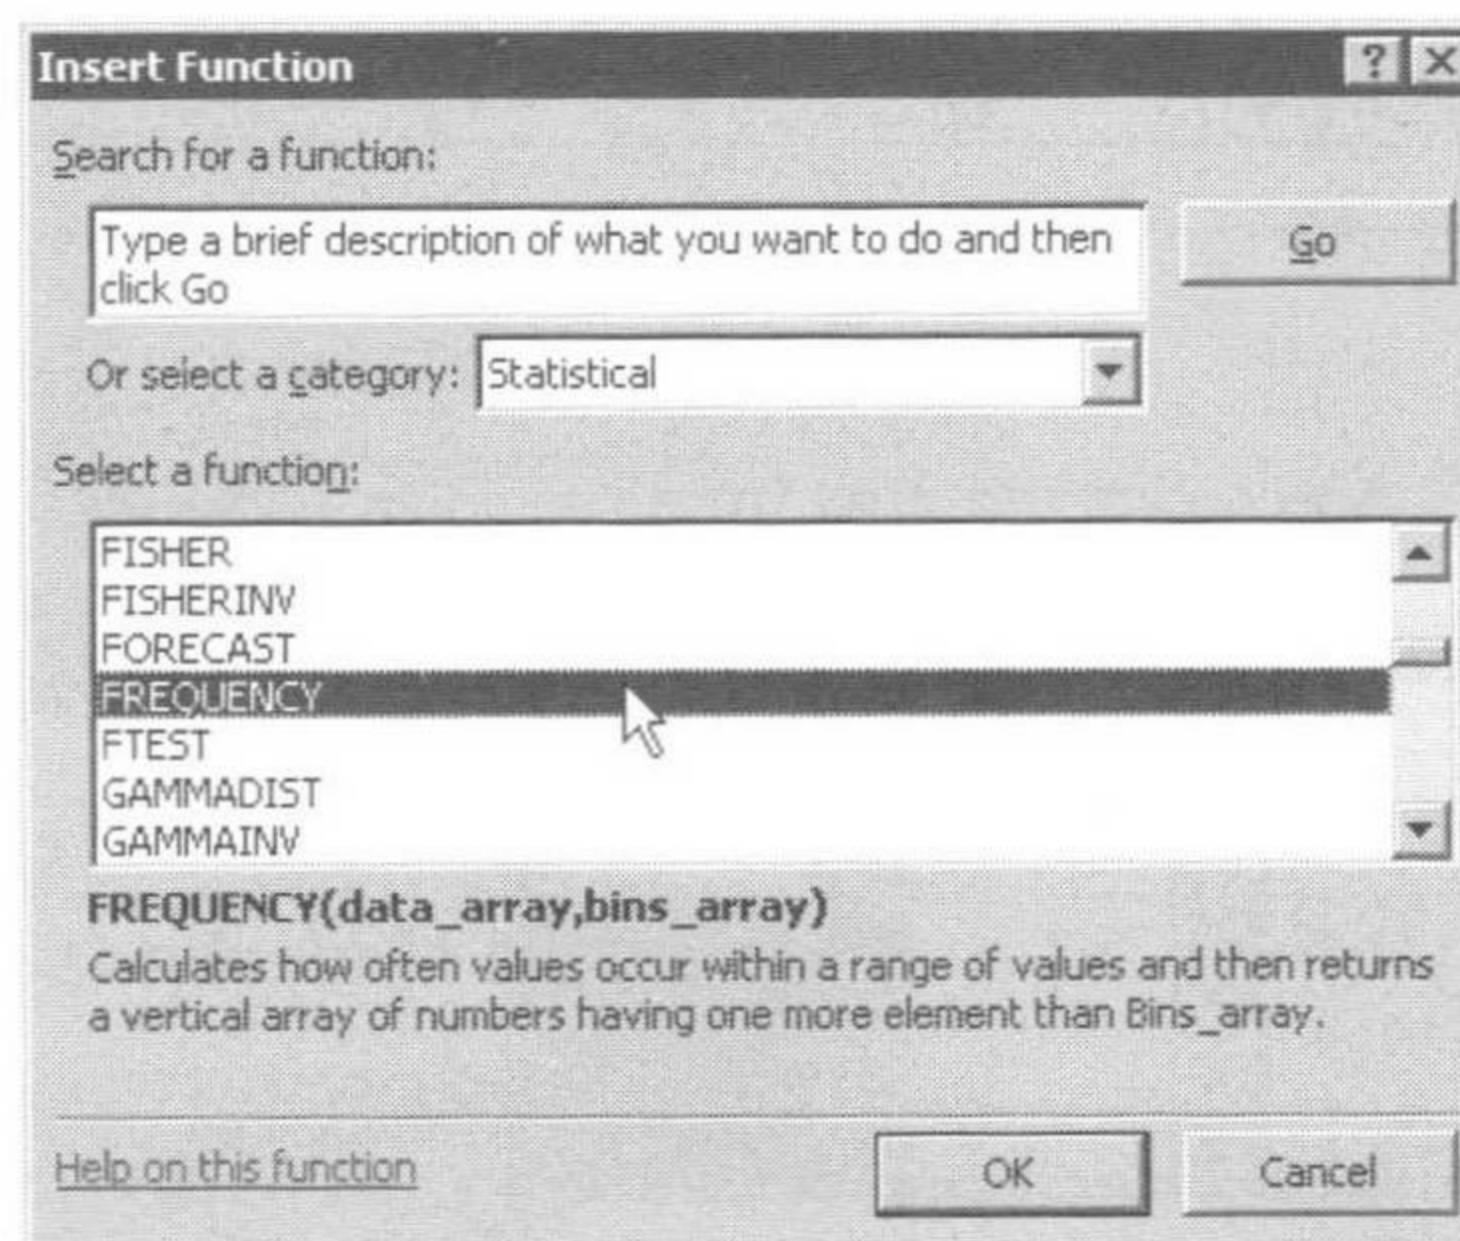 Insert Function
Search for a function:
Type a brief description of what you want to do and then
click Go
Go
Or select a category: Statistical
Select a function:
FISHER
FISHERINV
FORECAST
FREQUENCY
FTEST
GAMMADIST
GAMMAINV
FREQUENCY(data_array,bins_array)
Calculates how often values occur within a range of values and then returns
a vertical array of numbers having one more element than Bins_array.
Help on this function
OK
Cancel